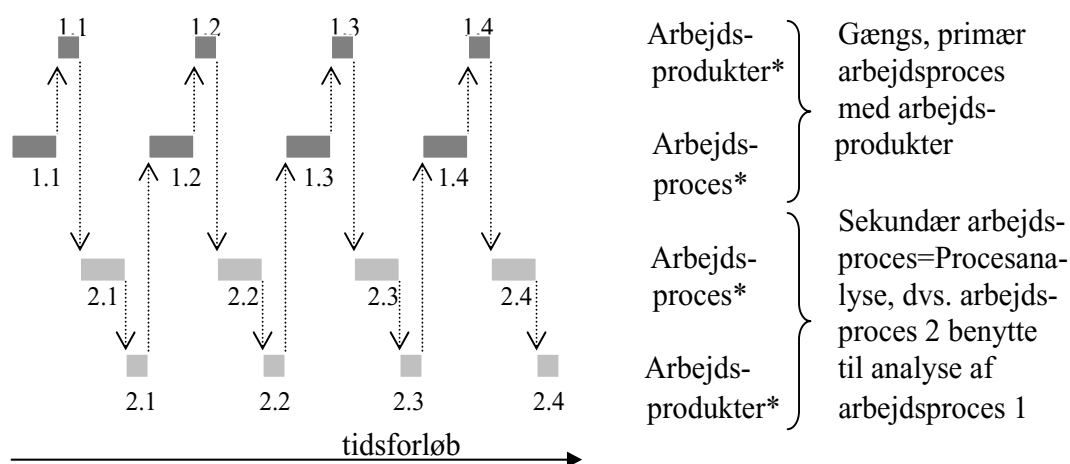 1.1 1.2 1.3 1.4
1.1 1.2 1.3 1.4
2.1 2.2 2.3 2.4
2.1 2.2 2.3 2.4
tidsforløb
Arbejds-
produkter*
Arbejds-
proces*
Gængs, primær
arbejdsproces
med arbejds-
produkter
Arbejds-
proces*
Arbejds-
produkter*
Sekundær arbejds-
proces=Procesana-
lyse, dvs. arbejds-
proces 2 benytte
til analyse af
arbejdsproces 1